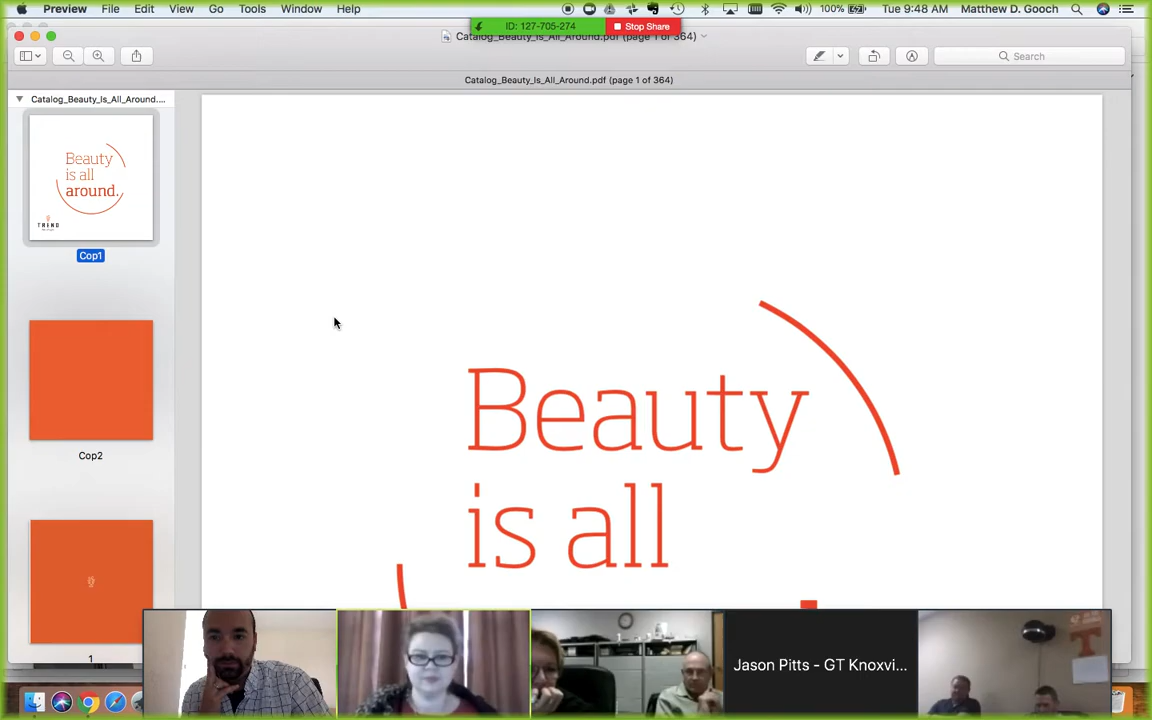 Preview File Edit View Go Tools Window Help 100% Tue 9:48 AM Matthew D. Gooch
ID: 127-705-274 Stop Share
Catalog_Beauty_Is_All_Around.pdf (page 1 of 364)
Search
Catalog_Beauty_Is_All_Around.pdf (page 1 of 364)
Catalog_Beauty_Is_All_Around....
Beauty
is all
around.
TREND
Cop1
Cop2
1
Beauty
is all
Jason Pitts - GT Knoxvi...
T